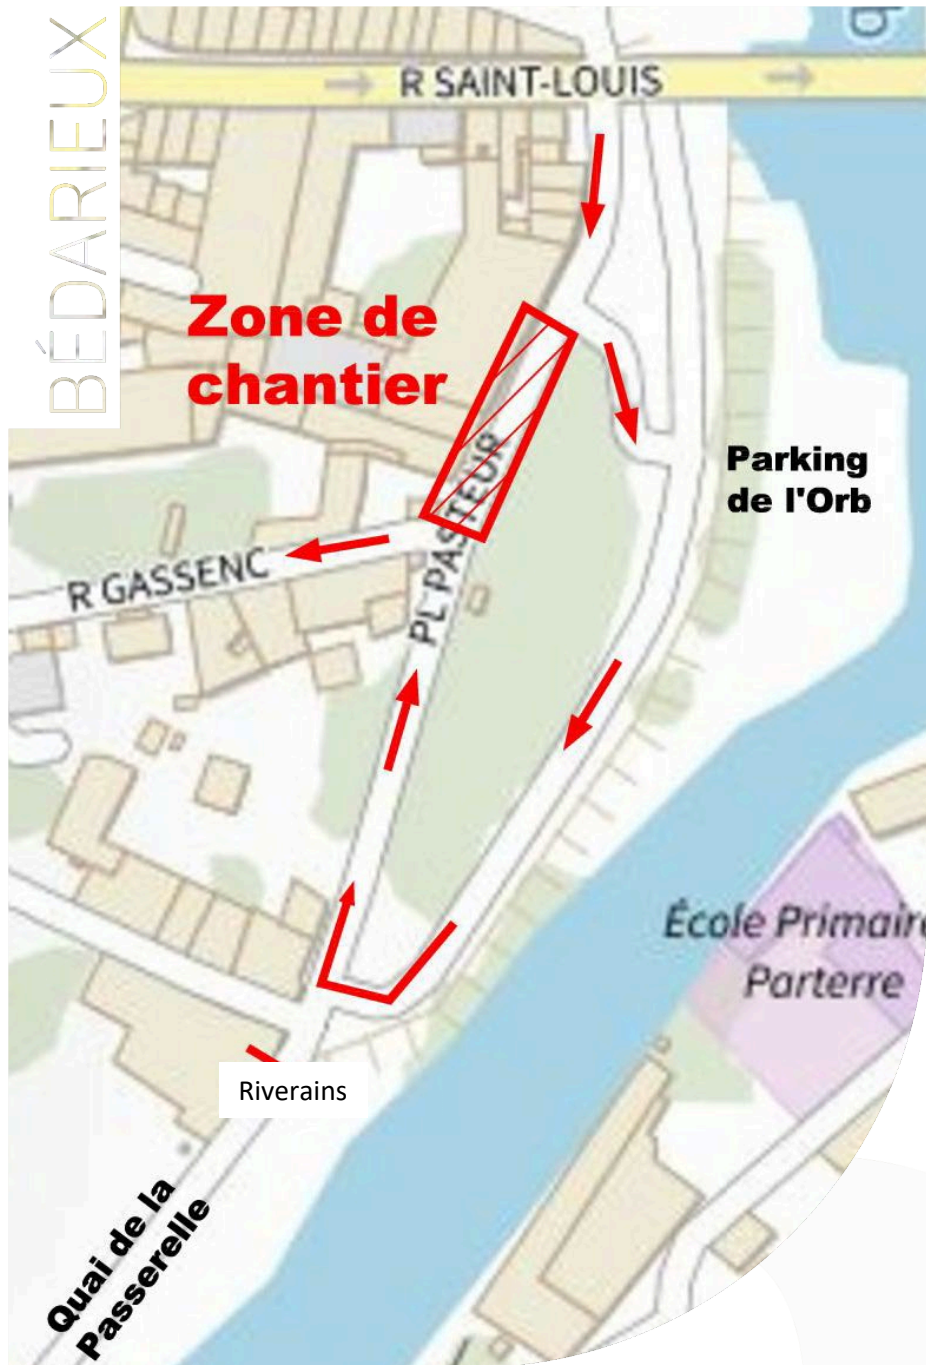 BÉDARIEUX
R SAINT-LOUIS
Zone de
chantier
Parking
de l'Orb
PL PASTEUR
R GASSENC
École Primaire
Parterre
Riverains
Quai de la
Passerelle